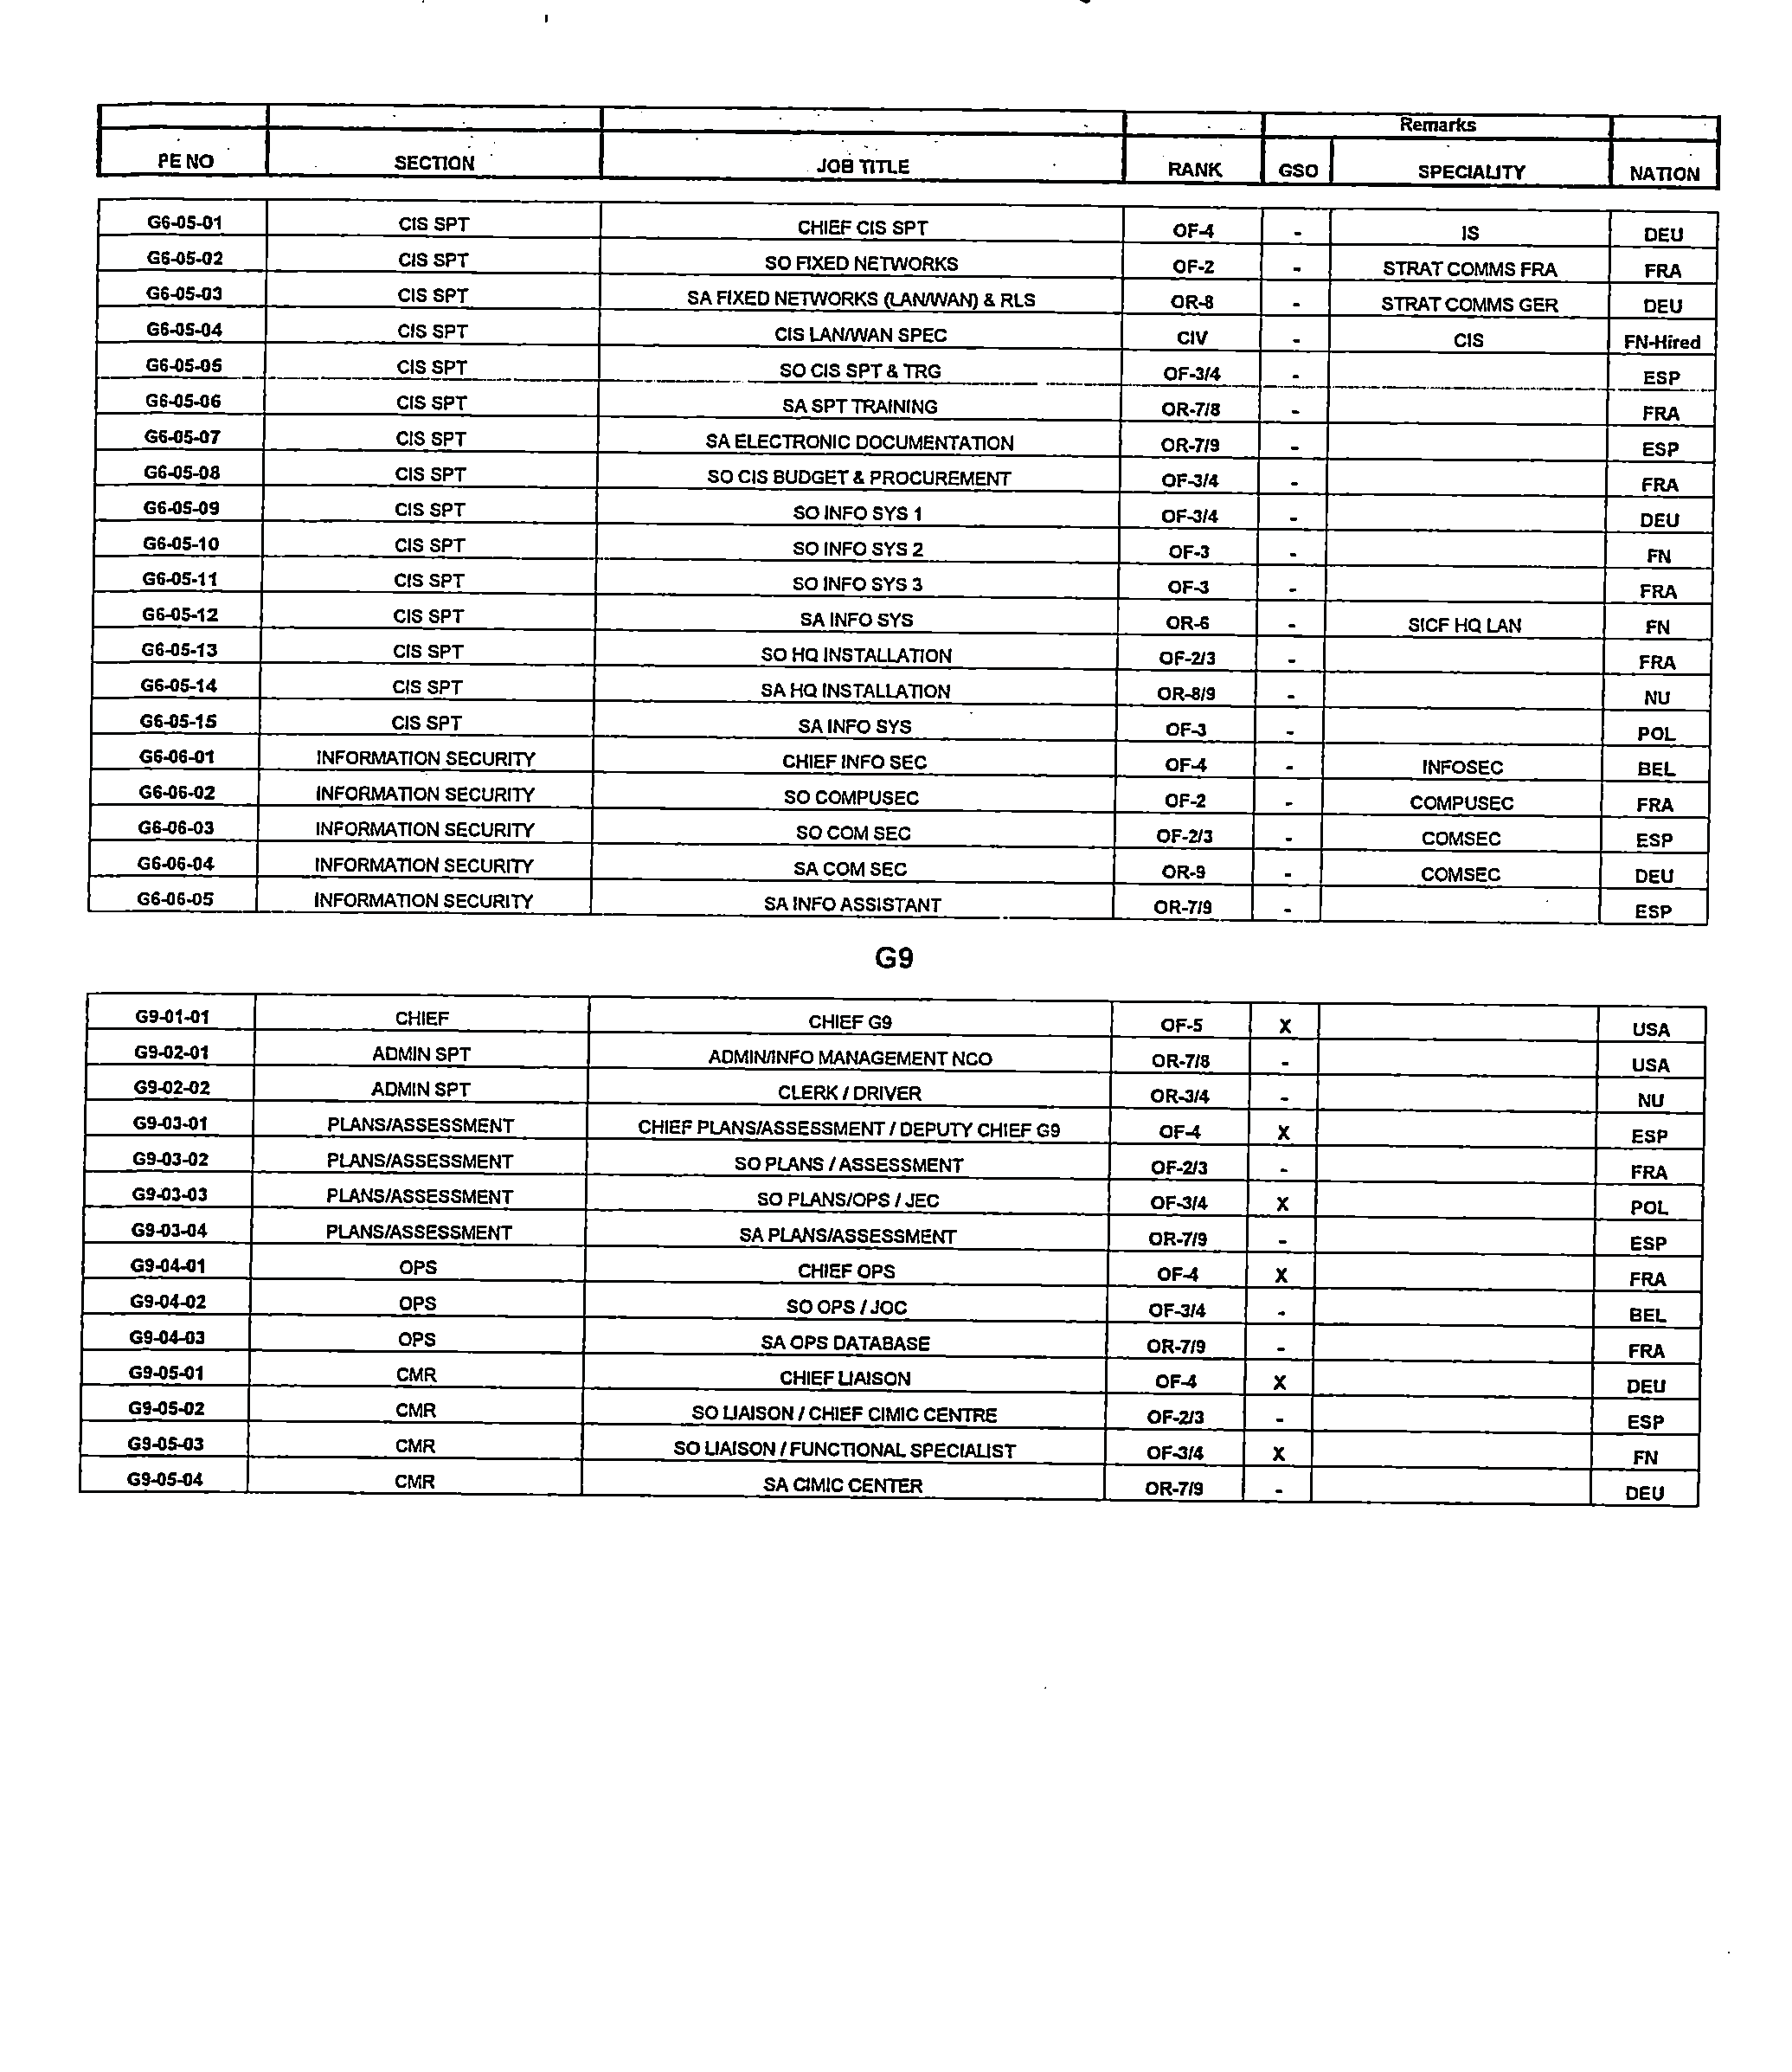 Remarks
PE NO SECTION JOB TITLE RANK GSO SPECIALITY NATION
G6-05-01 CIS SPT CHIEF CIS SPT OF-4 - IS DEU
G6-05-02 CIS SPT SO FIXED NETWORKS OF-2 - STRAT COMMS FRA FRA
G6-05-03 CIS SPT SA FIXED NETWORKS (LAN/WAN) & RLS OR-8 - STRAT COMMS GER DEU
G6-05-04 CIS SPT CIS LAN/WAN SPEC CIV - CIS FN-Hired
G6-05-05 CIS SPT SO CIS SPT & TRG OF-3/4 - ESP
G6-05-06 CIS SPT SA SPT TRAINING OR-7/8 - FRA
G6-05-07 CIS SPT SA ELECTRONIC DOCUMENTATION OR-7/9 - ESP
G6-05-08 CIS SPT SO CIS BUDGET & PROCUREMENT OF-3/4 - FRA
G6-05-09 CIS SPT SO INFO SYS 1 OF-3/4 - DEU
G6-05-10 CIS SPT SO INFO SYS 2 OF-3 - FN
G6-05-11 CIS SPT SO INFO SYS 3 OF-3 - FRA
G6-05-12 CIS SPT SA INFO SYS OR-6 - SICF HQ LAN FN
G6-05-13 CIS SPT SO HQ INSTALLATION OF-2/3 - FRA
G6-05-14 CIS SPT SA HQ INSTALLATION OR-8/9 - NU
G6-05-15 CIS SPT SA INFO SYS OF-3 - POL
G6-06-01 INFORMATION SECURITY CHIEF INFO SEC OF-4 - INFOSEC BEL
G6-06-02 INFORMATION SECURITY SO COMPUSEC OF-2 - COMPUSEC FRA
G6-06-03 INFORMATION SECURITY SO COM SEC OF-2/3 - COMSEC ESP
G6-06-04 INFORMATION SECURITY SA COM SEC OR-9 - COMSEC DEU
G6-06-05 INFORMATION SECURITY SA INFO ASSISTANT OR-7/9 - ESP
G9
G9-01-01 CHIEF CHIEF G9 OF-5 X USA
G9-02-01 ADMIN SPT ADMIN/INFO MANAGEMENT NCO OR-7/8 - USA
G9-02-02 ADMIN SPT CLERK / DRIVER OR-3/4 - NU
G9-03-01 PLANS/ASSESSMENT CHIEF PLANS/ASSESSMENT / DEPUTY CHIEF G9 OF-4 X ESP
G9-03-02 PLANS/ASSESSMENT SO PLANS / ASSESSMENT OF-2/3 - FRA
G9-03-03 PLANS/ASSESSMENT SO PLANS/OPS / JEC OF-3/4 X POL
G9-03-04 PLANS/ASSESSMENT SA PLANS/ASSESSMENT OR-7/9 - ESP
G9-04-01 OPS CHIEF OPS OF-4 X FRA
G9-04-02 OPS SO OPS / JOC OF-3/4 - BEL
G9-04-03 OPS SA OPS DATABASE OR-7/9 - FRA
G9-05-01 CMR CHIEF LIAISON OF-4 X DEU
G9-05-02 CMR SO LIAISON / CHIEF CIMIC CENTRE OF-2/3 - ESP
G9-05-03 CMR SO LIAISON / FUNCTIONAL SPECIALIST OF-3/4 X FN
G9-05-04 CMR SA CIMIC CENTER OR-7/9 - DEU